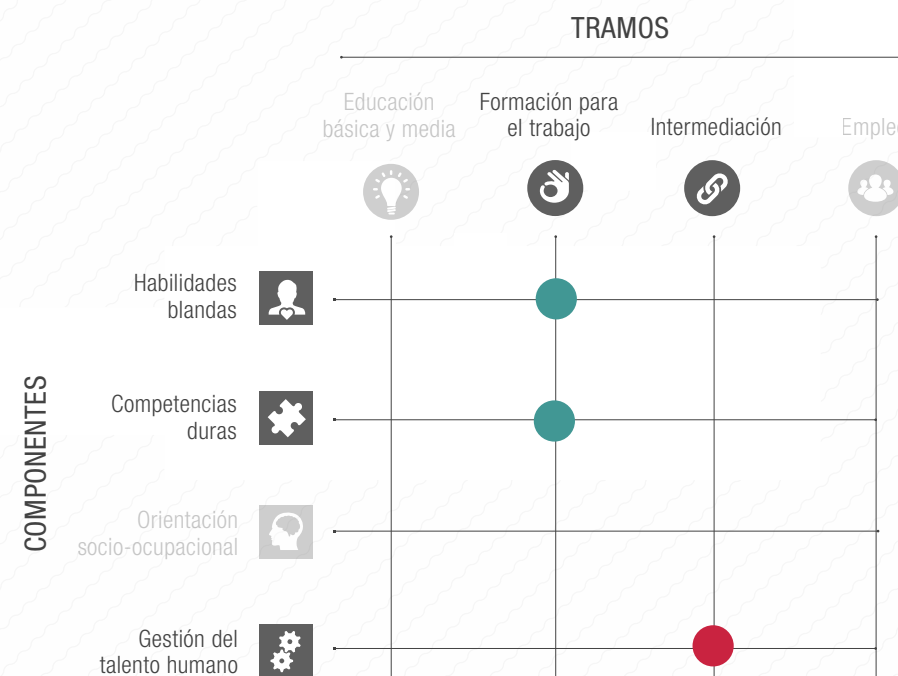 TRAMOS
Educación
básica y media
Formación para
el trabajo
Intermediación
Habilidades
blandas
Competencias
duras
COMPONENTES
Orientación
socio-ocupacional
Gestión del
talento humano